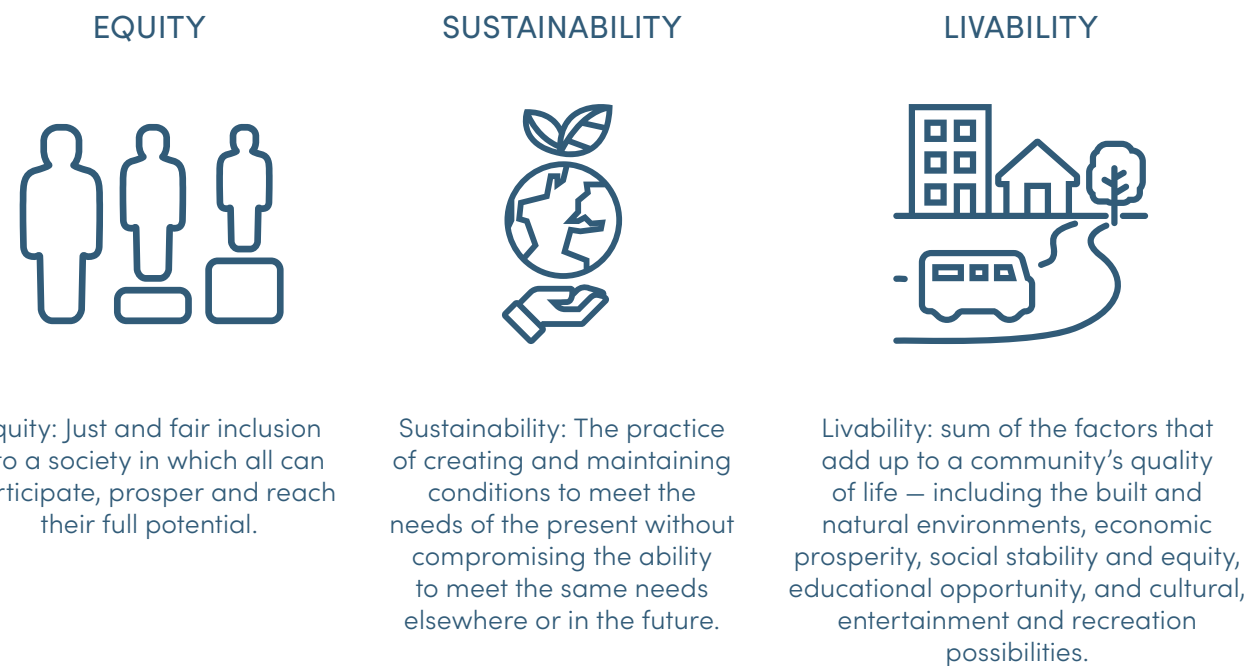 EQUITY
SUSTAINABILITY
LIVABILITY
quity: Just and fair inclusion
to a society in which all can
rticipate, prosper and reach
their full potential.
Sustainability: The practice
of creating and maintaining
conditions to meet the
needs of the present without
compromising the ability
to meet the same needs
elsewhere or in the future.
Livability: sum of the factors that
add up to a community’s quality
of life — including the built and
natural environments, economic
prosperity, social stability and equity,
educational opportunity, and cultural,
entertainment and recreation
possibilities.